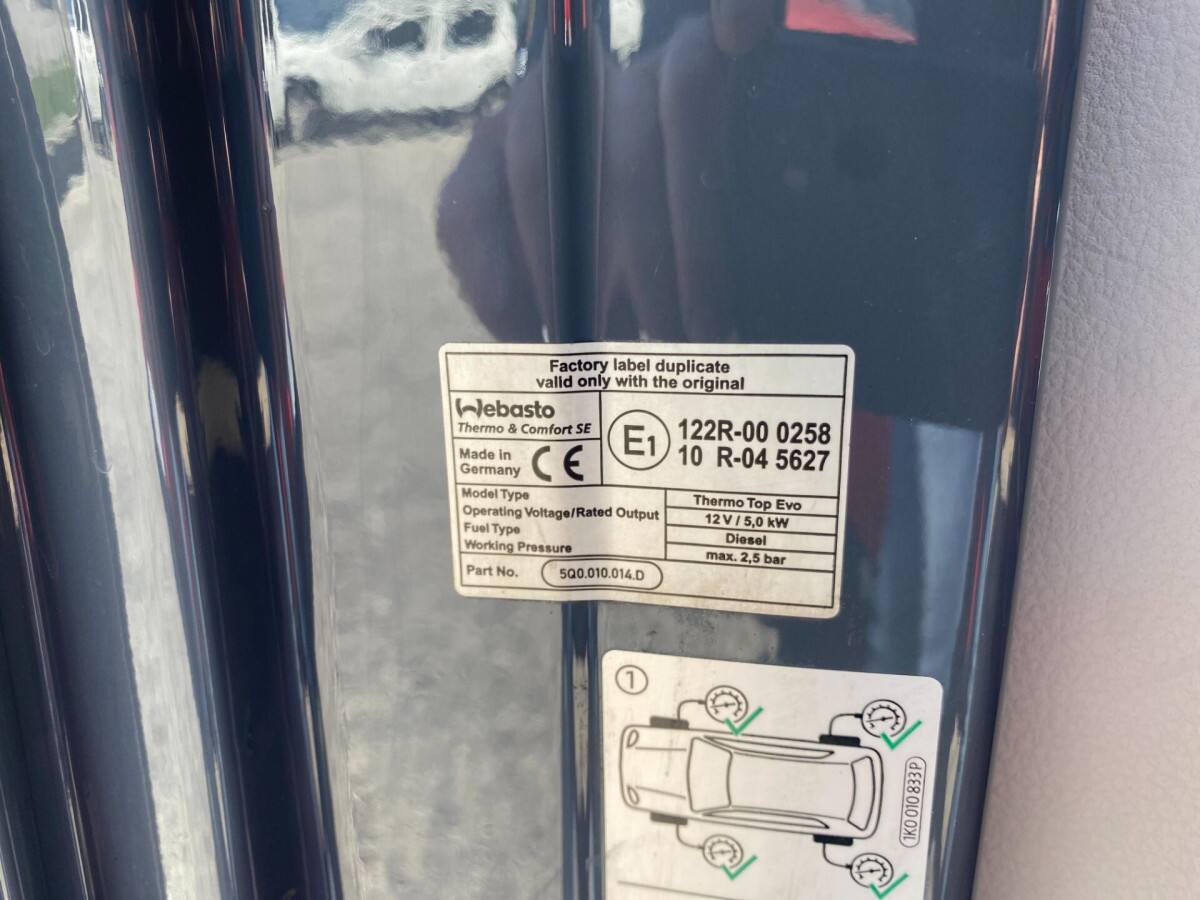 Factory label duplicate
valid only with the original
Webasto
Thermo & Comfort SE
E1
122R-00 0258
10 R-04 5627
Made in
Germany
CE
Model Type
Thermo Top Evo
Operating Voltage/Rated Output
12 V / 5,0 kW
Fuel Type
Diesel
Working Pressure
max. 2,5 bar
Part No.
5Q0.010.014.D
1
1K0 010 833 P